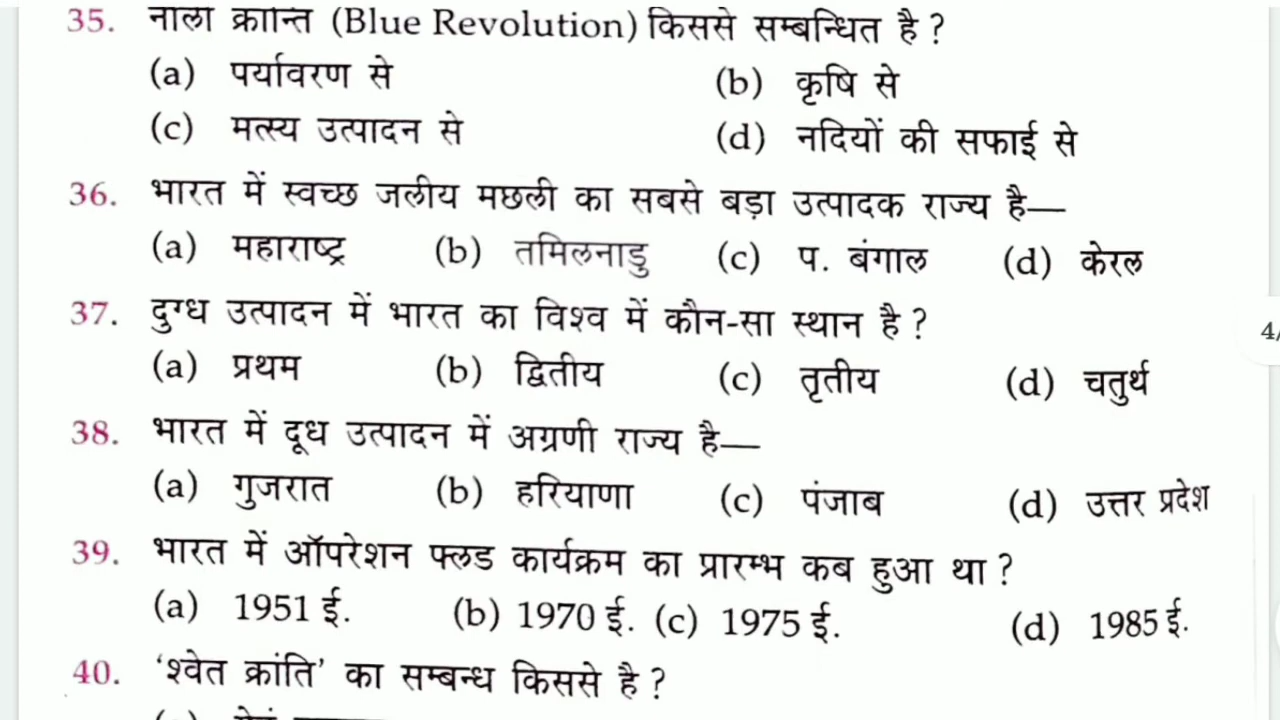 35. नीली क्रान्ति (Blue Revolution) किससे सम्बन्धित है ?
(a) पर्यावरण से (b) कृषि से
(c) मत्स्य उत्पादन से (d) नदियों की सफाई से
36. भारत में स्वच्छ जलीय मछली का सबसे बड़ा उत्पादक राज्य है—
(a) महाराष्ट्र (b) तमिलनाडु (c) प. बंगाल (d) केरल
37. दुग्ध उत्पादन में भारत का विश्व में कौन-सा स्थान है ?
(a) प्रथम (b) द्वितीय (c) तृतीय (d) चतुर्थ
4/
38. भारत में दूध उत्पादन में अग्रणी राज्य है—
(a) गुजरात (b) हरियाणा (c) पंजाब (d) उत्तर प्रदेश
39. भारत में ऑपरेशन फ्लड कार्यक्रम का प्रारम्भ कब हुआ था ?
(a) 1951 ई. (b) 1970 ई. (c) 1975 ई. (d) 1985 ई.
40. ‘श्वेत क्रांति’ का सम्बन्ध किससे है ?